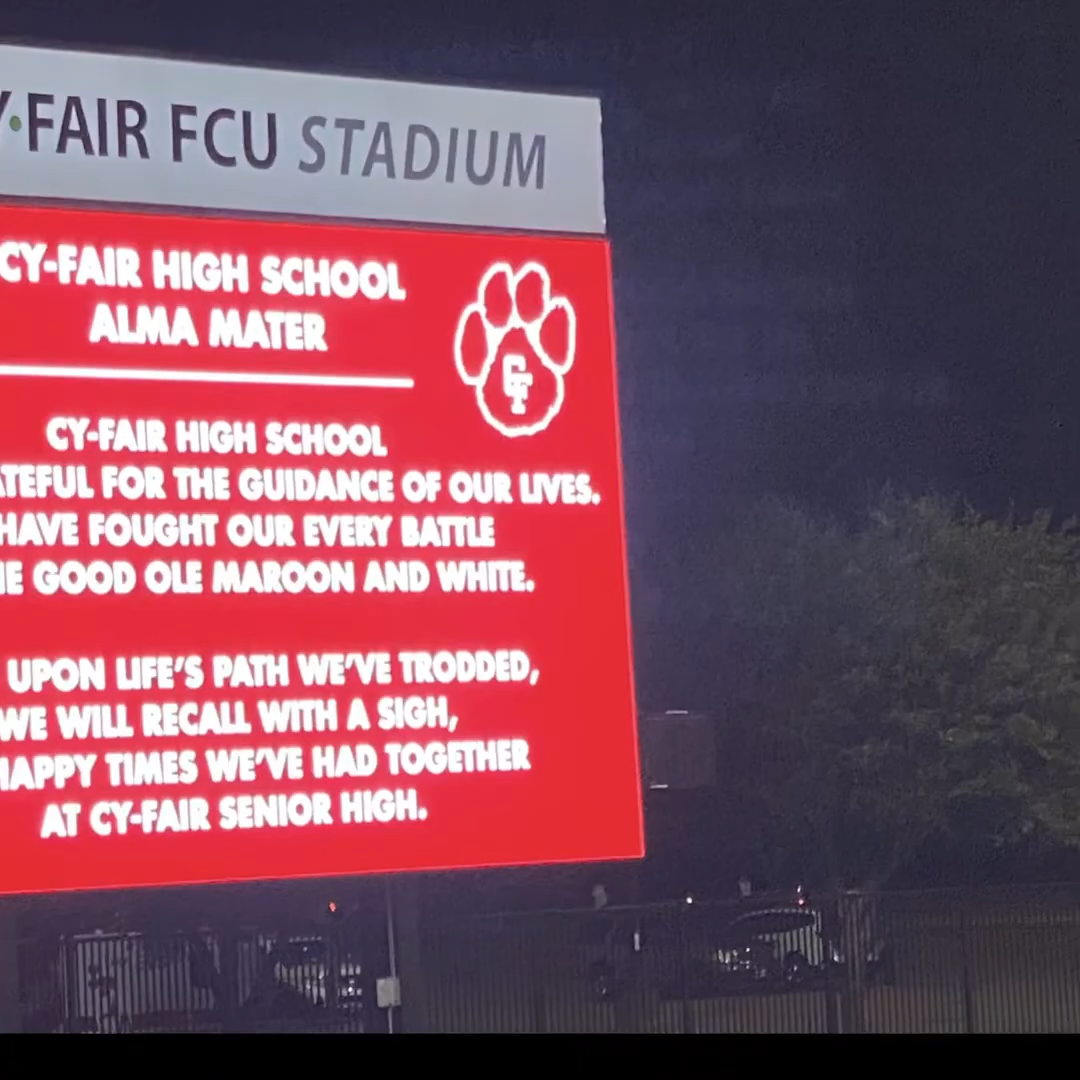 Y·FAIR FCU STADIUM
CY-FAIR HIGH SCHOOL
ALMA MATER
CF
CY-FAIR HIGH SCHOOL
ATEFUL FOR THE GUIDANCE OF OUR LIVES.
HAVE FOUGHT OUR EVERY BATTLE
E GOOD OLE MAROON AND WHITE.
UPON LIFE'S PATH WE'VE TRODDED,
WE WILL RECALL WITH A SIGH,
HAPPY TIMES WE'VE HAD TOGETHER
AT CY-FAIR SENIOR HIGH.